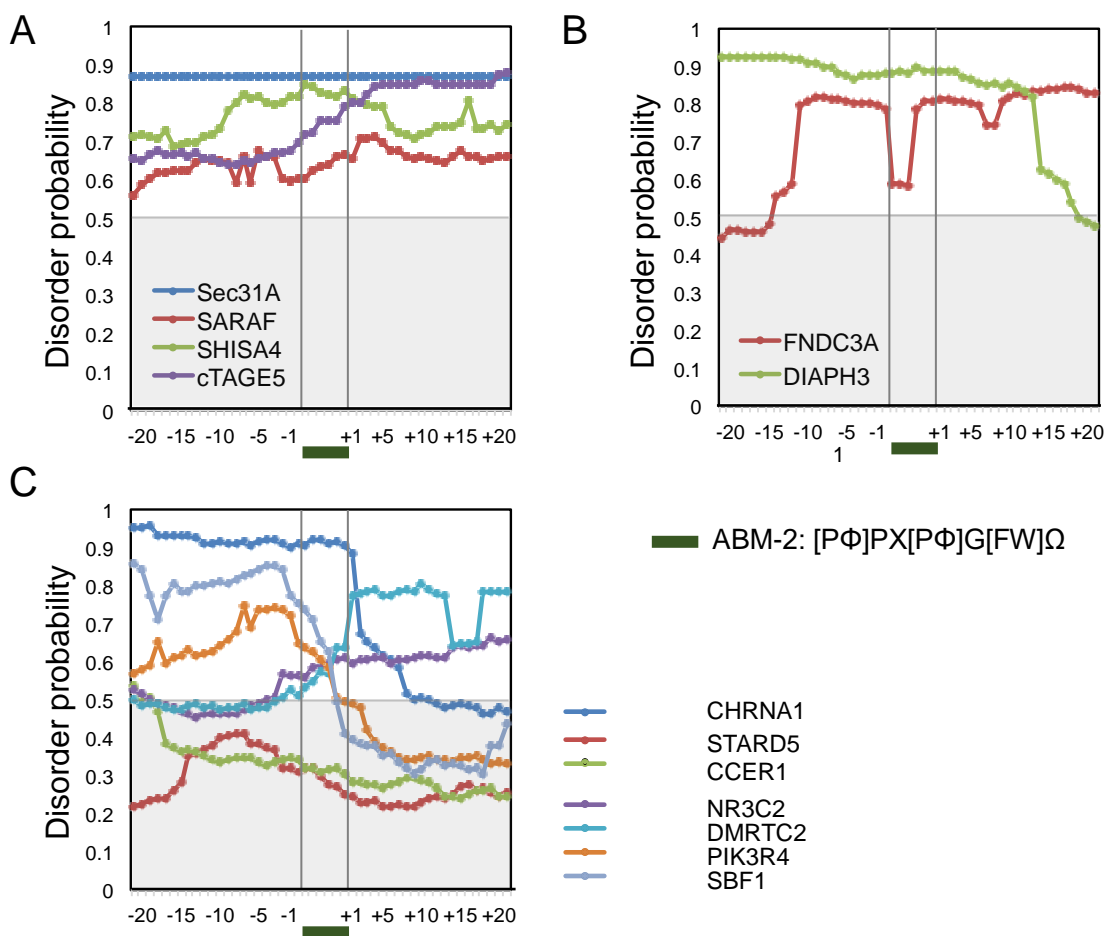 A
Disorder probability
1
0.9
0.8
0.7
0.6
0.5
0.4
0.3
0.2
0.1
0
Sec31A
SARAF
SHISA4
cTAGE5
-20 -15 -10 -5 -1 +1 +5 +10 +15 +20
B
Disorder probability
1
0.9
0.8
0.7
0.6
0.5
0.4
0.3
0.2
0.1
0
FNDC3A
DIAPH3
-20 -15 -10 -5 -1 +1 +5 +10 +15 +20
1
C
Disorder probability
1
0.9
0.8
0.7
0.6
0.5
0.4
0.3
0.2
0.1
0
-20 -15 -10 -5 -1 +1 +5 +10 +15 +20
ABM-2: [PΦ]PX[PΦ]G[FW]Ω
CHRNA1
STARD5
CCER1
NR3C2
DMRTC2
PIK3R4
SBF1